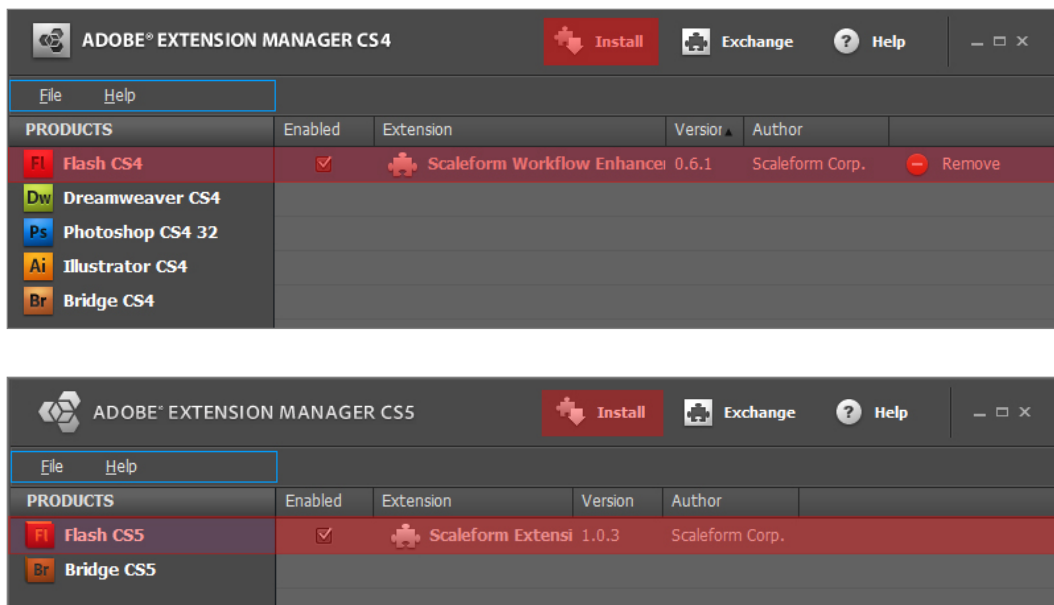 ADOBE® EXTENSION MANAGER CS4 Install Exchange ? Help
File Help
PRODUCTS Enabled Extension Version Author
Fl Flash CS4 Scaleform Workflow Enhancer 0.6.1 Scaleform Corp. Remove
Dw Dreamweaver CS4
Ps Photoshop CS4 32
Ai Illustrator CS4
Br Bridge CS4
ADOBE® EXTENSION MANAGER CS5 Install Exchange ? Help
File Help
PRODUCTS Enabled Extension Version Author
Fl Flash CS5 Scaleform Extensi 1.0.3 Scaleform Corp.
Br Bridge CS5